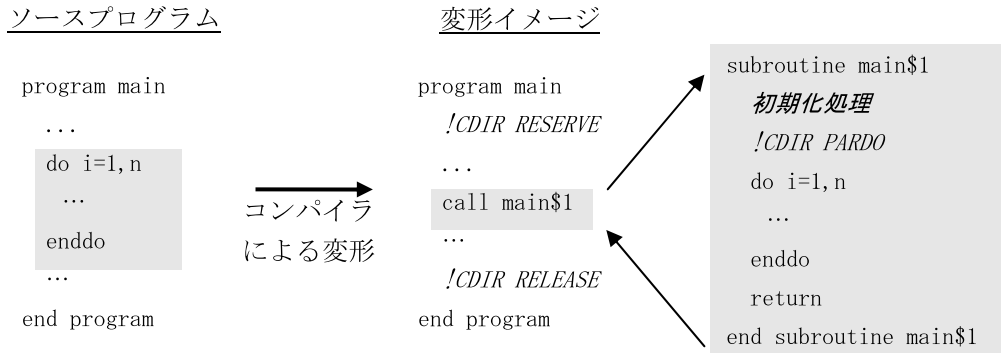 ソースプログラム
program main
...
do i=1,n
…
enddo
…
end program
コンパイラ
による変形
変形イメージ
program main
!CDIR RESERVE
...
call main$1
…
!CDIR RELEASE
end program
subroutine main$1
初期化処理
!CDIR PARDO
do i=1,n
…
enddo
return
end subroutine main$1